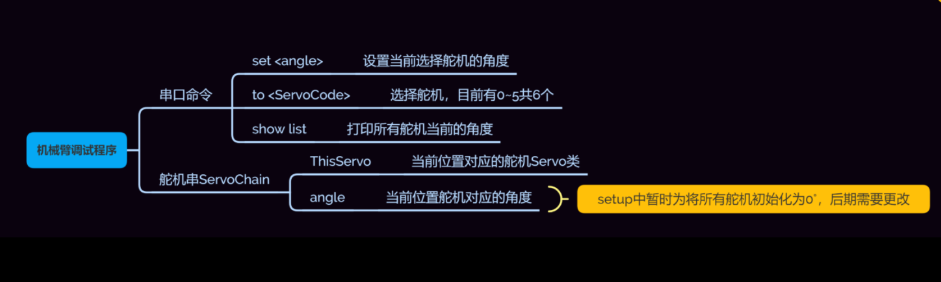 机械臂调试程序
串口命令
set <angle> 设置当前选择舵机的角度
to <ServoCode> 选择舵机，目前有0~5共6个
show list 打印所有舵机当前的角度
舵机串ServoChain
ThisServo 当前位置对应的舵机Servo类
angle 当前位置舵机对应的角度
setup中暂时为将所有舵机初始化为0°，后期需要更改